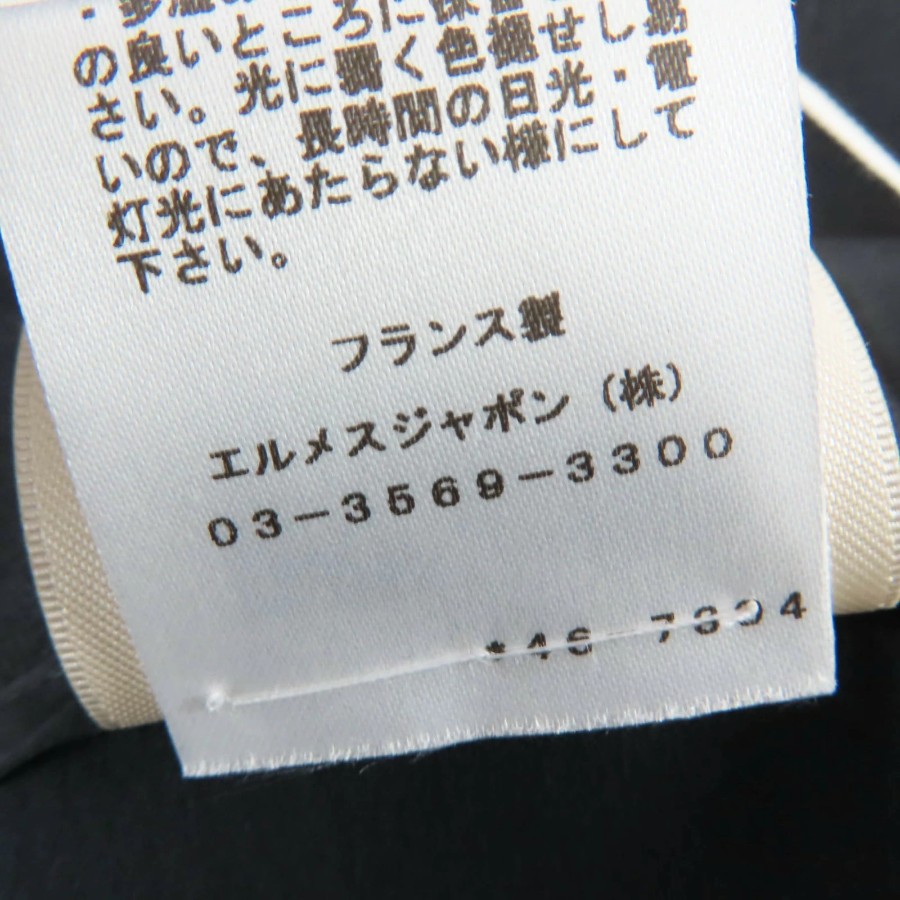 の良いところに保管
さい。光に弱く色褪せし易
いので、長時間の日光・電
灯光にあたらない様にして
下さい。
フランス製
エルメスジャポン（株）
03-3569-3300